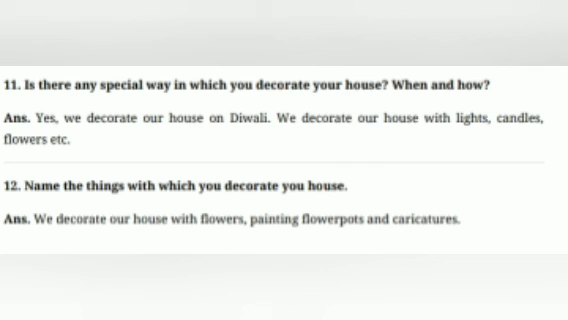 11. Is there any special way in which you decorate your house? When and how?
Ans. Yes, we decorate our house on Diwali. We decorate our house with lights, candles,
flowers etc.
12. Name the things with which you decorate you house.
Ans. We decorate our house with flowers, painting flowerpots and caricatures.